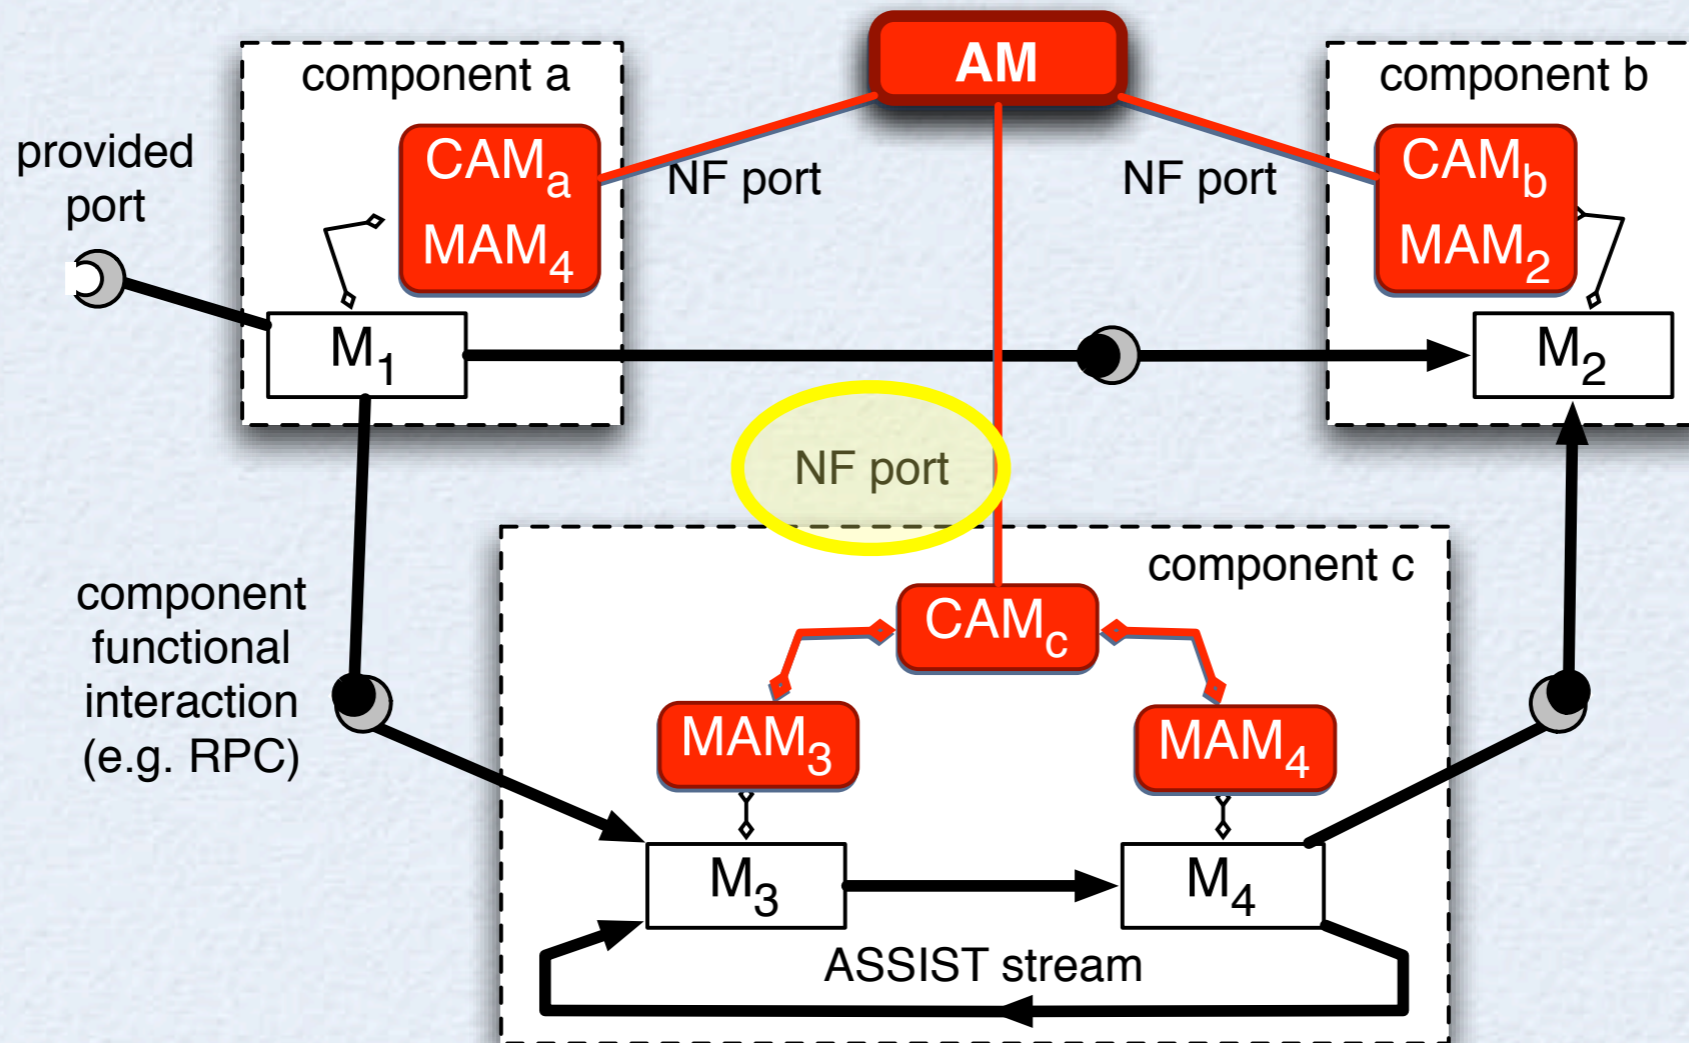 AM
component a
component b
provided
port
CAMa
MAM4
NF port
NF port
CAMb
MAM2
M1
M2
NF port
component c
component
functional
interaction
(e.g. RPC)
CAMc
MAM3
MAM4
M3
M4
ASSIST stream